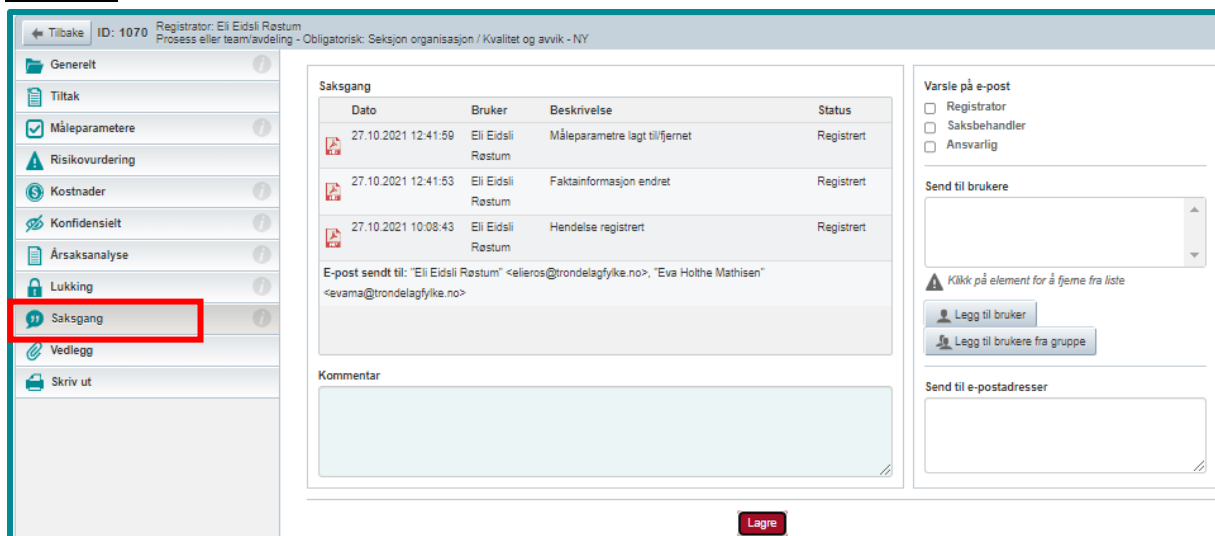 Tilbake
ID: 1070
Registrator: Eli Eidsli Røstum
Prosess eller team/avdeling - Obligatorisk: Seksjon organisasjon / Kvalitet og avvik - NY
Generelt
Tiltak
Måleparametere
Risikovurdering
Kostnader
Konfidensielt
Årsaksanalyse
Lukking
Saksgang
Vedlegg
Skriv ut
Saksgang
Dato Bruker Beskrivelse Status
27.10.2021 12:41:59 Eli Eidsli Måleparametre lagt til/fjernet Registrert
Røstum
27.10.2021 12:41:53 Eli Eidsli Faktainformasjon endret Registrert
Røstum
27.10.2021 10:08:43 Eli Eidsli Hendelse registrert Registrert
Røstum
E-post sendt til: "Eli Eidsli Røstum" <elieros@trondelagfylke.no>, "Eva Holthe Mathisen"
<evama@trondelagfylke.no>
Kommentar
Varsle på e-post
Registrator
Saksbehandler
Ansvarlig
Send til brukere
Klikk på element for å fjerne fra liste
Legg til bruker
Legg til brukere fra gruppe
Send til e-postadresser
Lagre